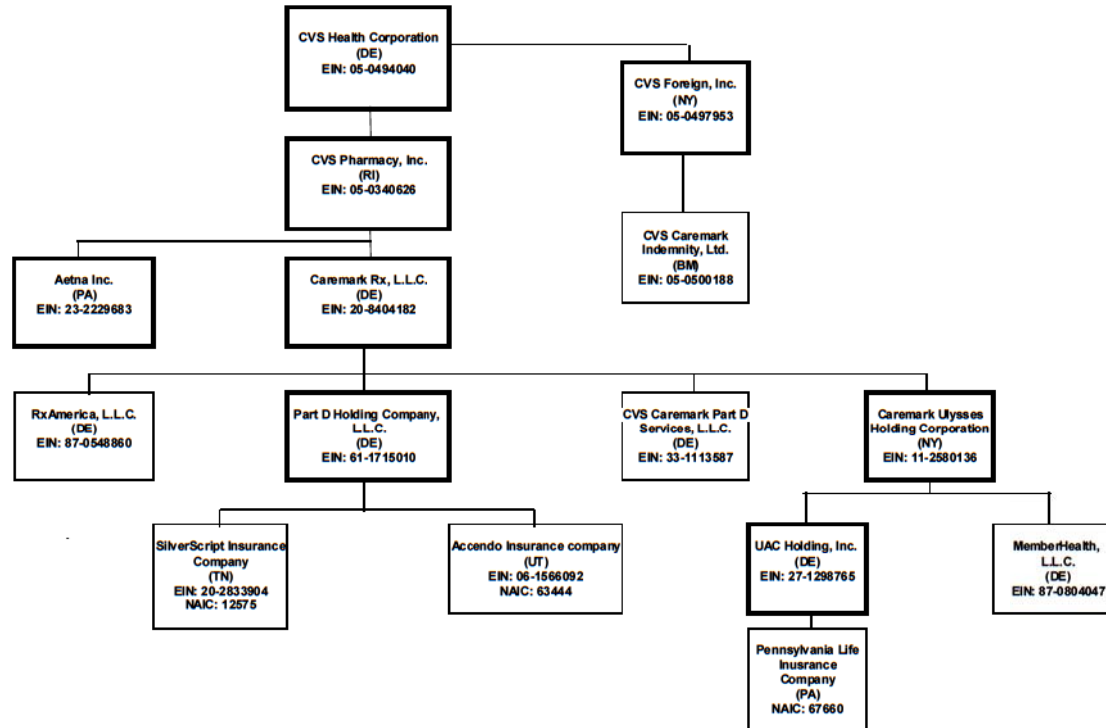 CVS Health Corporation
(DE)
EIN: 05-0494040
CVS Foreign, Inc.
(NY)
EIN: 05-0497953
CVS Pharmacy, Inc.
(RI)
EIN: 05-0340626
CVS Caremark
Indemnity, Ltd.
(BM)
EIN: 05-0500188
Aetna Inc.
(PA)
EIN: 23-2229683
Caremark Rx, L.L.C.
(DE)
EIN: 20-8404182
RxAmerica, L.L.C.
(DE)
EIN: 87-0548860
Part D Holding Company,
L.L.C.
(DE)
EIN: 61-1715010
CVS Caremark Part D
Services, L.L.C.
(DE)
EIN: 33-1113587
Caremark Ulysses
Holding Corporation
(NY)
EIN: 11-2580136
SilverScript Insurance
Company
(TN)
EIN: 20-2833904
NAIC: 12575
Accendo Insurance company
(UT)
EIN: 06-1566092
NAIC: 63444
UAC Holding, Inc.
(DE)
EIN: 27-1298765
MemberHealth,
L.L.C.
(DE)
EIN: 87-0804047
Pennsylvania Life
Inusrance
Company
(PA)
NAIC: 67660